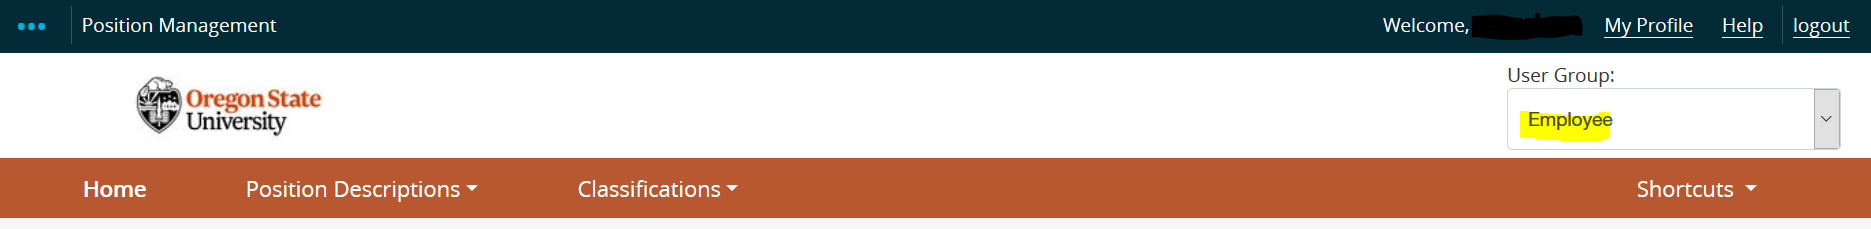 Position Management
Welcome,
My Profile
Help
logout
Oregon State
University
User Group:
Employee
Home
Position Descriptions
Classifications
Shortcuts